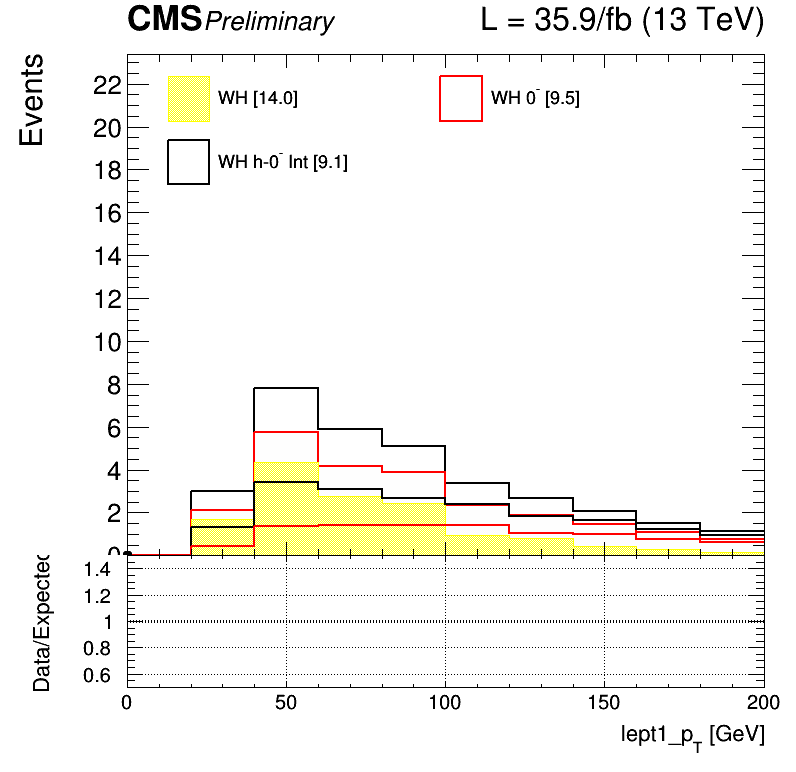 CMS Preliminary L = 35.9/fb (13 TeV)
Events
WH [14.0] WH 0⁻ [9.5]
WH h-0⁻ Int [9.1]
22
20
18
16
14
12
10
8
6
4
2
0
Data/Expected
1.4
1.2
1
0.8
0.6
0 50 100 150 200
lept1_p_T [GeV]